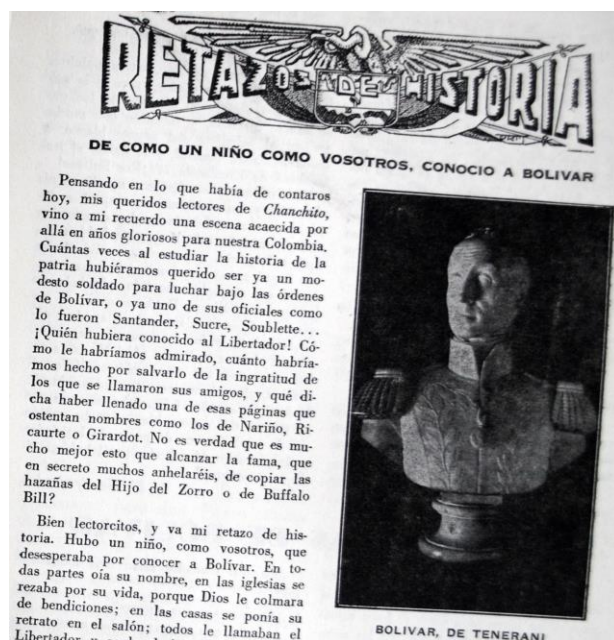 RETAZOS DE HISTORIA
DE COMO UN NIÑO COMO VOSOTROS, CONOCIO A BOLIVAR
Pensando en lo que había de contaros
hoy, mis queridos lectores de Chanchito,
vino a mi recuerdo una escena acaecida por
allá en años gloriosos para nuestra Colombia.
Cuántas veces al estudiar la historia de la
patria hubiéramos querido ser ya un mo-
desto soldado para luchar bajo las órdenes
de Bolívar, o ya uno de sus oficiales como
lo fueron Santander, Sucre, Soublette...
¡Quién hubiera conocido al Libertador! Có-
mo le habríamos admirado, cuánto habría-
mos hecho por salvarlo de la ingratitud de
los que se llamaron sus amigos, y qué di-
cha haber llenado una de esas páginas que
ostentan nombres como los de Nariño, Ri-
caurte o Girardot. No es verdad que es mu-
cho mejor esto que alcanzar la fama, que
en secreto muchos anhelaréis, de copiar las
hazañas del Hijo del Zorro o de Buffalo
Bill?
Bien lectorcitos, y va mi retazo de his-
toria. Hubo un niño, como vosotros, que
desesperaba por conocer a Bolívar. En to-
das partes oía su nombre, en las iglesias se
rezaba por su vida, porque Dios le colmara
de bendiciones; en las casas se ponía su
retrato en el salón; todos le llamaban el
Libertador
BOLIVAR, DE TENERANI